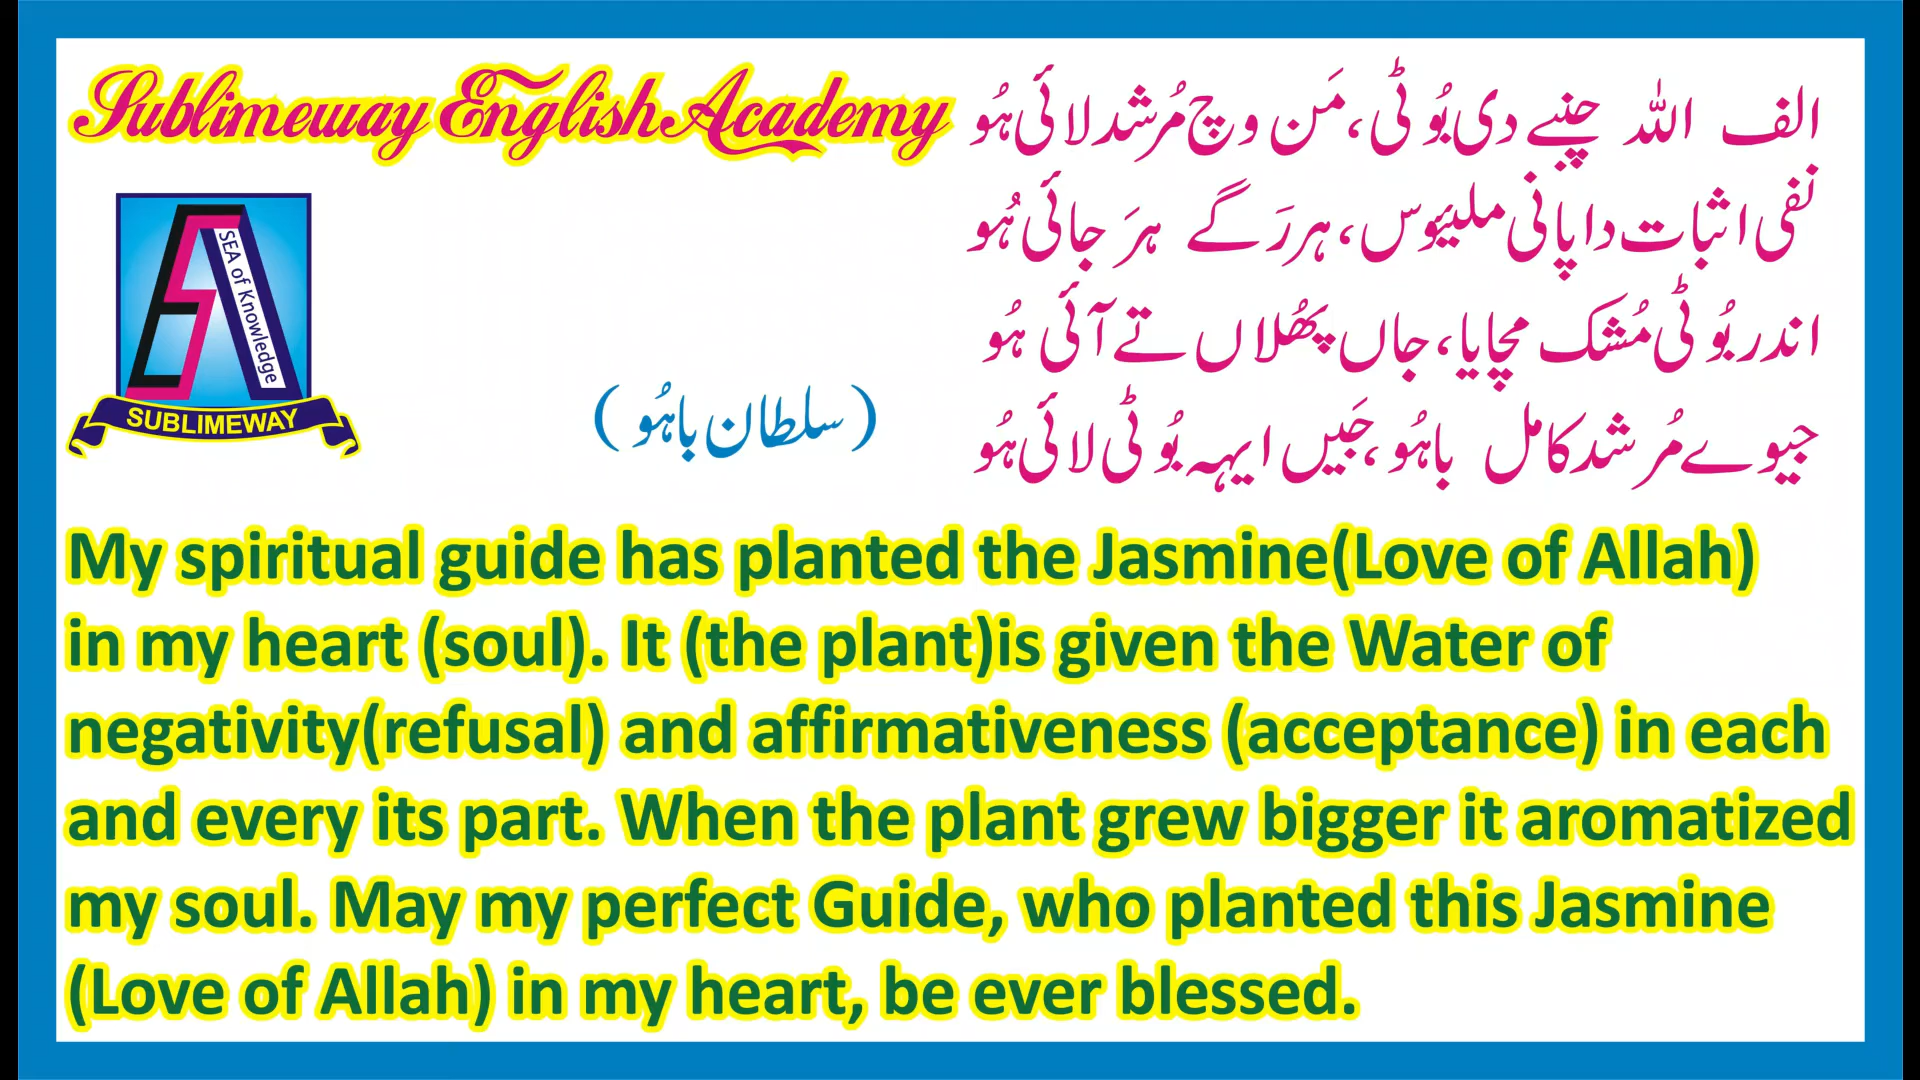 Sublimeway English Academy
الف اللہ چنبے دی بُوٹی، مَن وچ مُرشد لائی ہُو
نفی اثبات دا پانی ملیٔوس، ہر رَگے ہرَ جائی ہُو
اندر بُوٹی مُشک مچایا، جاں پھُلاں تے آئی ہُو
جیوے مُرشد کامل باہُو، جَیں ایہہ بُوٹی لائی ہُو
(سلطان باہُو)
SEA of Knowledge
SUBLIMEWAY
My spiritual guide has planted the Jasmine(Love of Allah)
in my heart (soul). It (the plant)is given the Water of
negativity(refusal) and affirmativeness (acceptance) in each
and every its part. When the plant grew bigger it aromatized
my soul. May my perfect Guide, who planted this Jasmine
(Love of Allah) in my heart, be ever blessed.